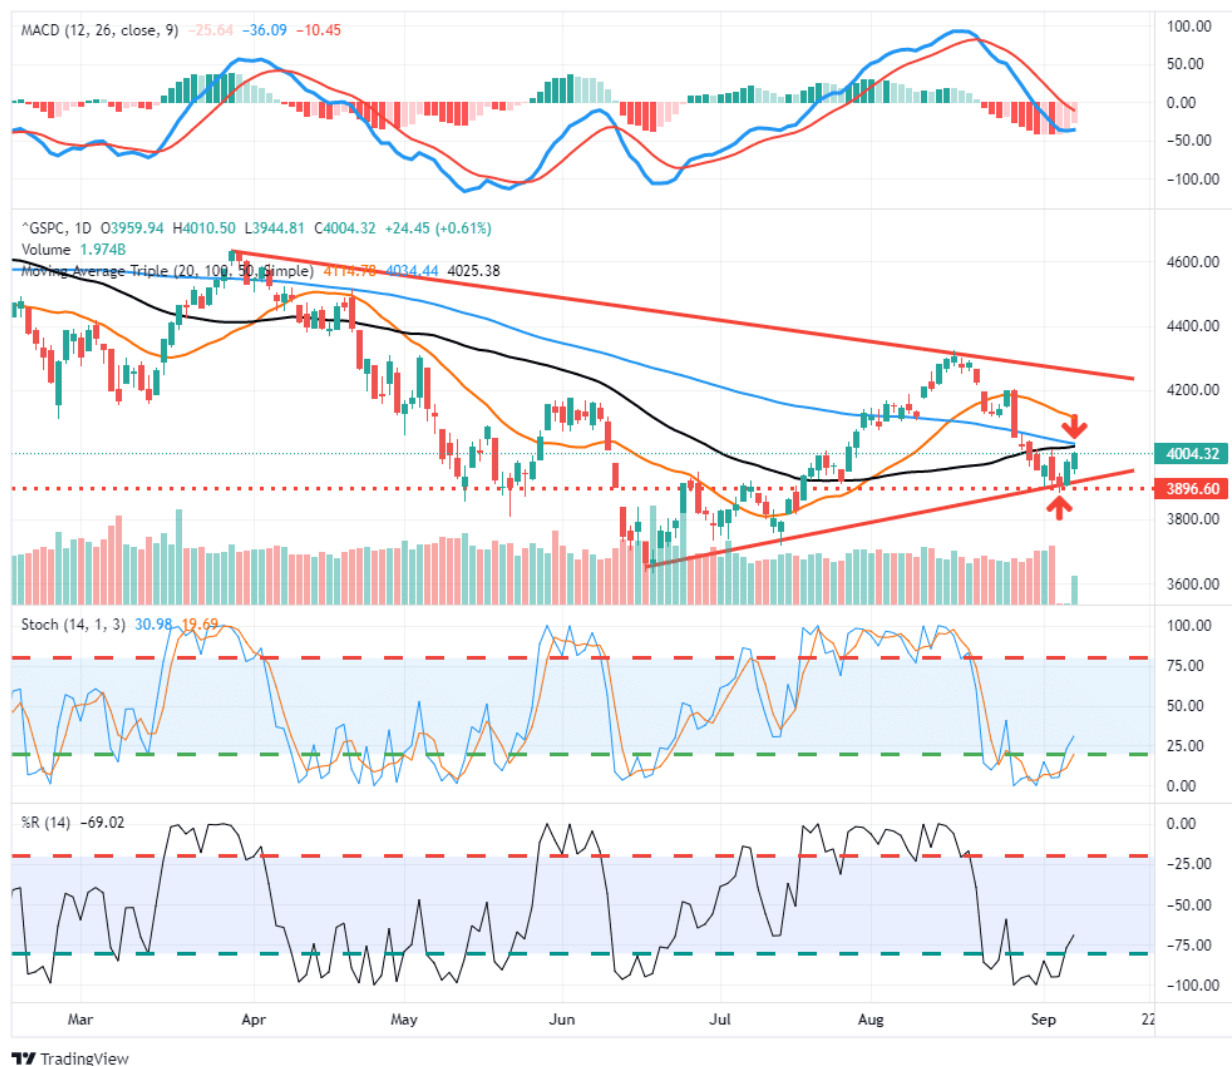 MACD (12, 26, close, 9) −25.64 −36.09 −10.45
100.00
50.00
0.00
−50.00
−100.00
^GSPC, 1D O3959.94 H4010.50 L3944.81 C4004.32 +24.45 (+0.61%)
Volume 1.974B
Moving Average Triple (20, 100, 50, Simple) 4114.78 4034.44 4025.38
4600.00
4400.00
4200.00
4004.32
3896.60
3800.00
3600.00
Stoch (14, 1, 3) 30.98 19.69
100.00
75.00
50.00
25.00
0.00
%R (14) −69.02
0.00
−25.00
−50.00
−75.00
−100.00
Mar Apr May Jun Jul Aug Sep 22
TradingView